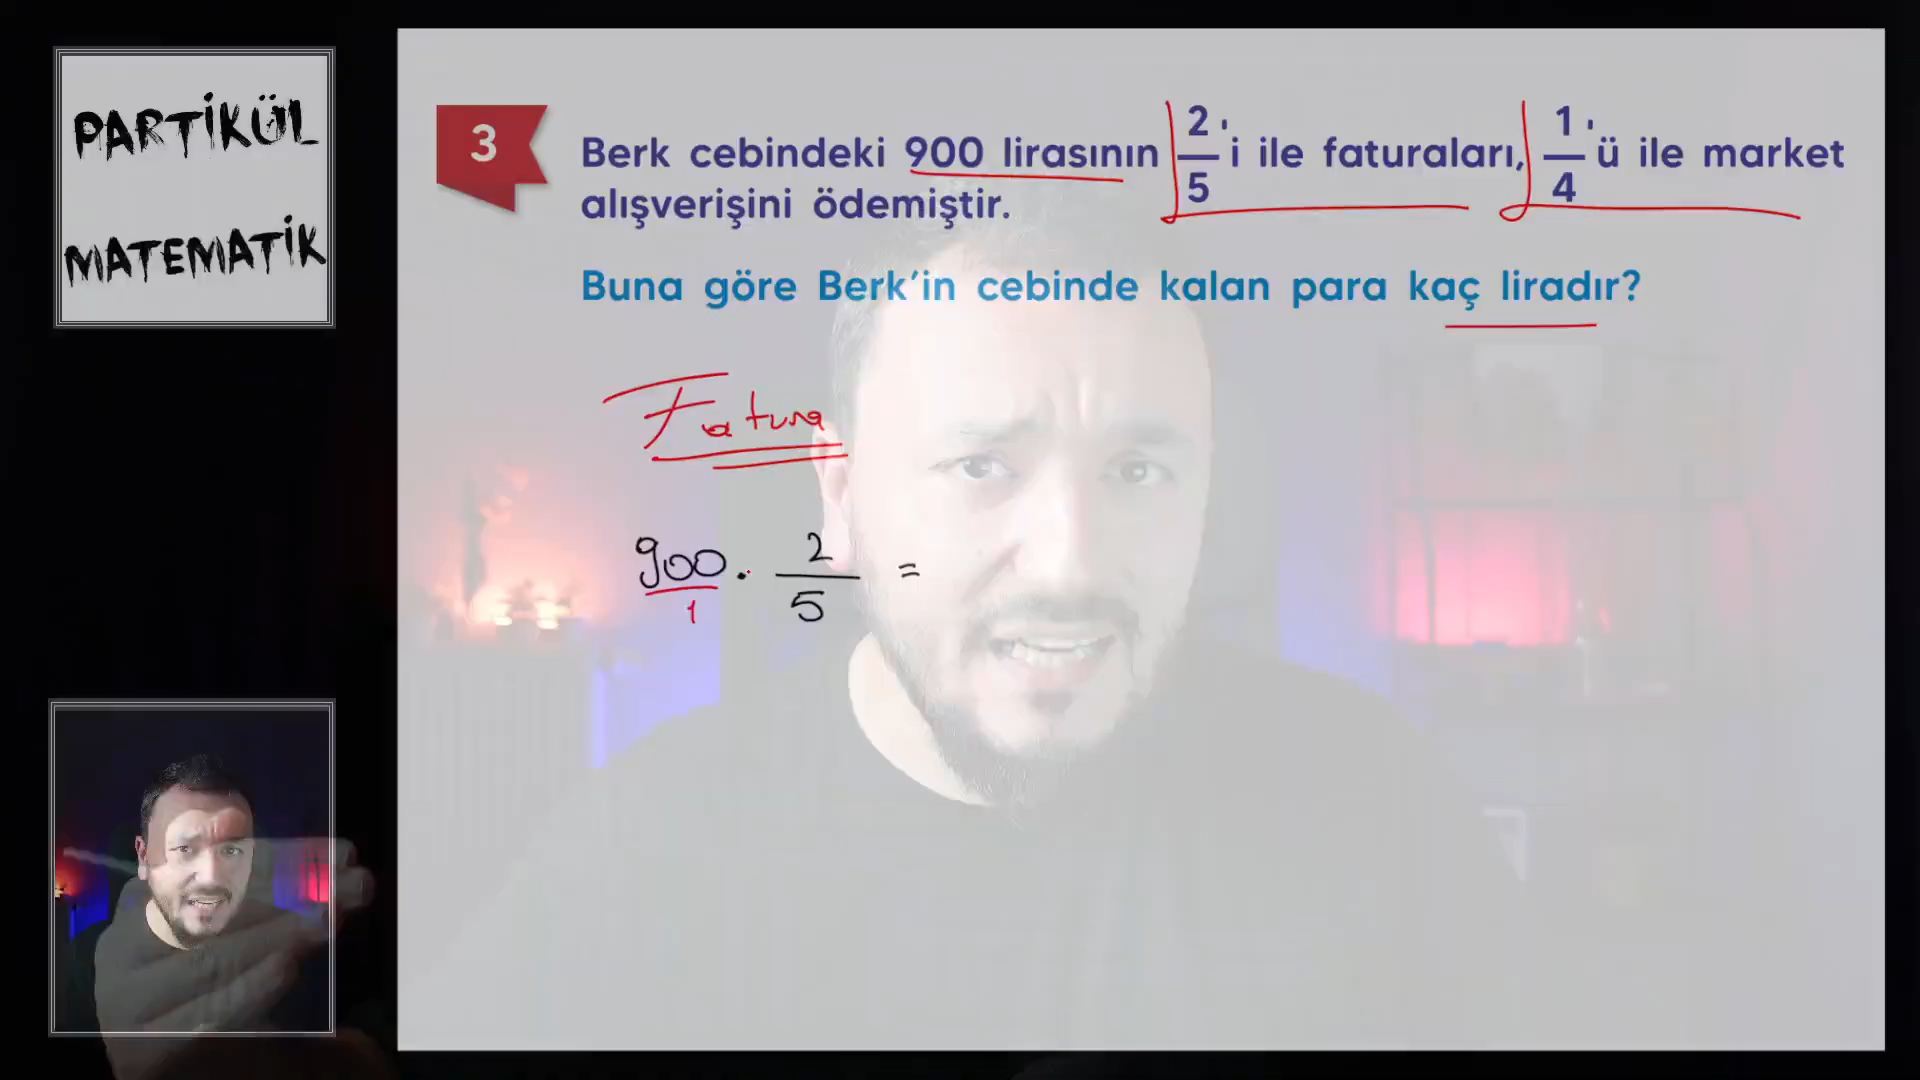 PARTİKÜL
MATEMATİK
3
Berk cebindeki 900 lirasının 2/5'i ile faturaları, 1/4'ü ile market
alışverişini ödemiştir.
Buna göre Berk'in cebinde kalan para kaç liradır?
Fatura
900/1 . 2/5 =